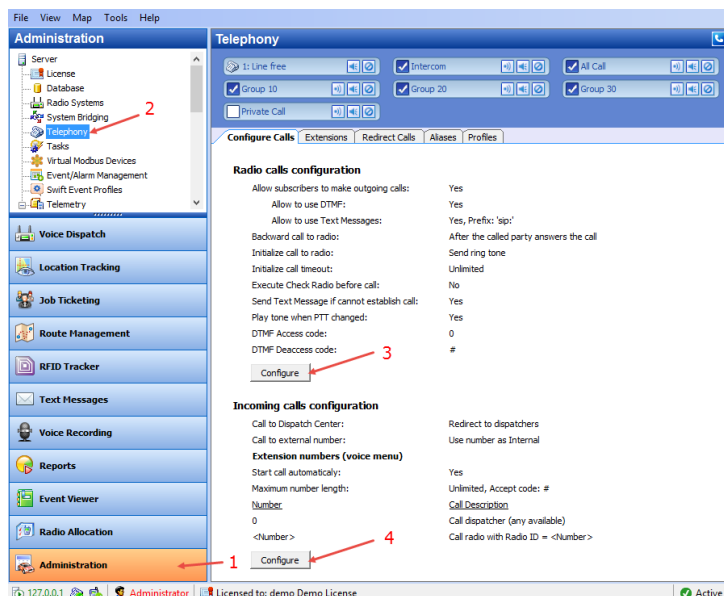 File View Map Tools Help
Administration
Server
License
Database
Radio Systems
System Bridging
Telephony
Tasks
Virtual Modbus Devices
Event/Alarm Management
Swift Event Profiles
Telemetry
2
Voice Dispatch
Location Tracking
Job Ticketing
Route Management
RFID Tracker
Text Messages
Voice Recording
Reports
Event Viewer
Radio Allocation
Administration
1
Telephony
1: Line free Intercom All Call
Group 10 Group 20 Group 30
Private Call
Configure Calls Extensions Redirect Calls Aliases Profiles
Radio calls configuration
Allow subscribers to make outgoing calls: Yes
Allow to use DTMF: Yes
Allow to use Text Messages: Yes, Prefix: 'sip:'
Backward call to radio: After the called party answers the call
Initialize call to radio: Send ring tone
Initialize call timeout: Unlimited
Execute Check Radio before call: No
Send Text Message if cannot establish call: Yes
Play tone when PTT changed: Yes
DTMF Access code: 0
DTMF Deaccess code: #
3
Configure
Incoming calls configuration
Call to Dispatch Center: Redirect to dispatchers
Call to external number: Use number as Internal
Extension numbers (voice menu)
Start call automaticaly: Yes
Maximum number length: Unlimited, Accept code: #
Number Call Description
0 Call dispatcher (any available)
<Number> Call radio with Radio ID = <Number>
4
Configure
127.0.0.1 Administrator Licensed to: demo Demo License Active